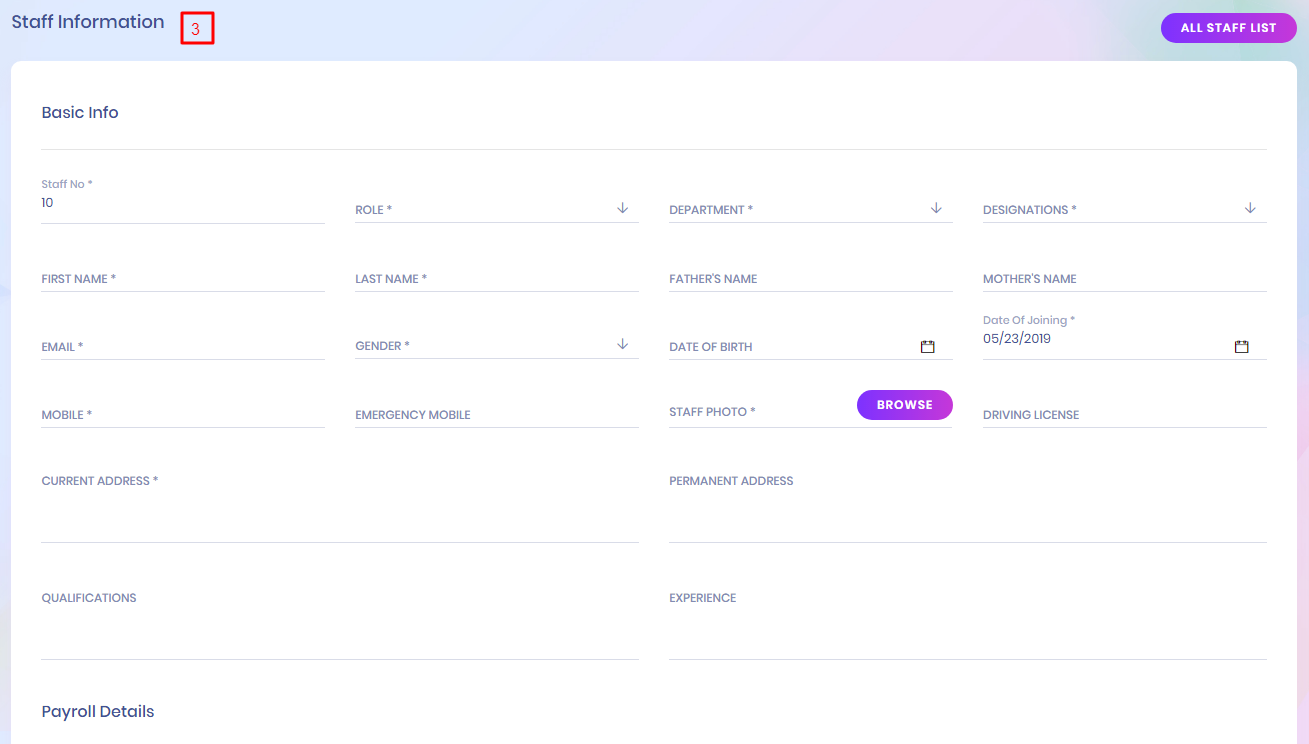 Staff Information
3
ALL STAFF LIST
Basic Info
Staff No *
10
ROLE *
DEPARTMENT *
DESIGNATIONS *
FIRST NAME *
LAST NAME *
FATHER'S NAME
MOTHER'S NAME
EMAIL *
GENDER *
DATE OF BIRTH
Date Of Joining *
05/23/2019
MOBILE *
EMERGENCY MOBILE
STAFF PHOTO *
BROWSE
DRIVING LICENSE
CURRENT ADDRESS *
PERMANENT ADDRESS
QUALIFICATIONS
EXPERIENCE
Payroll Details